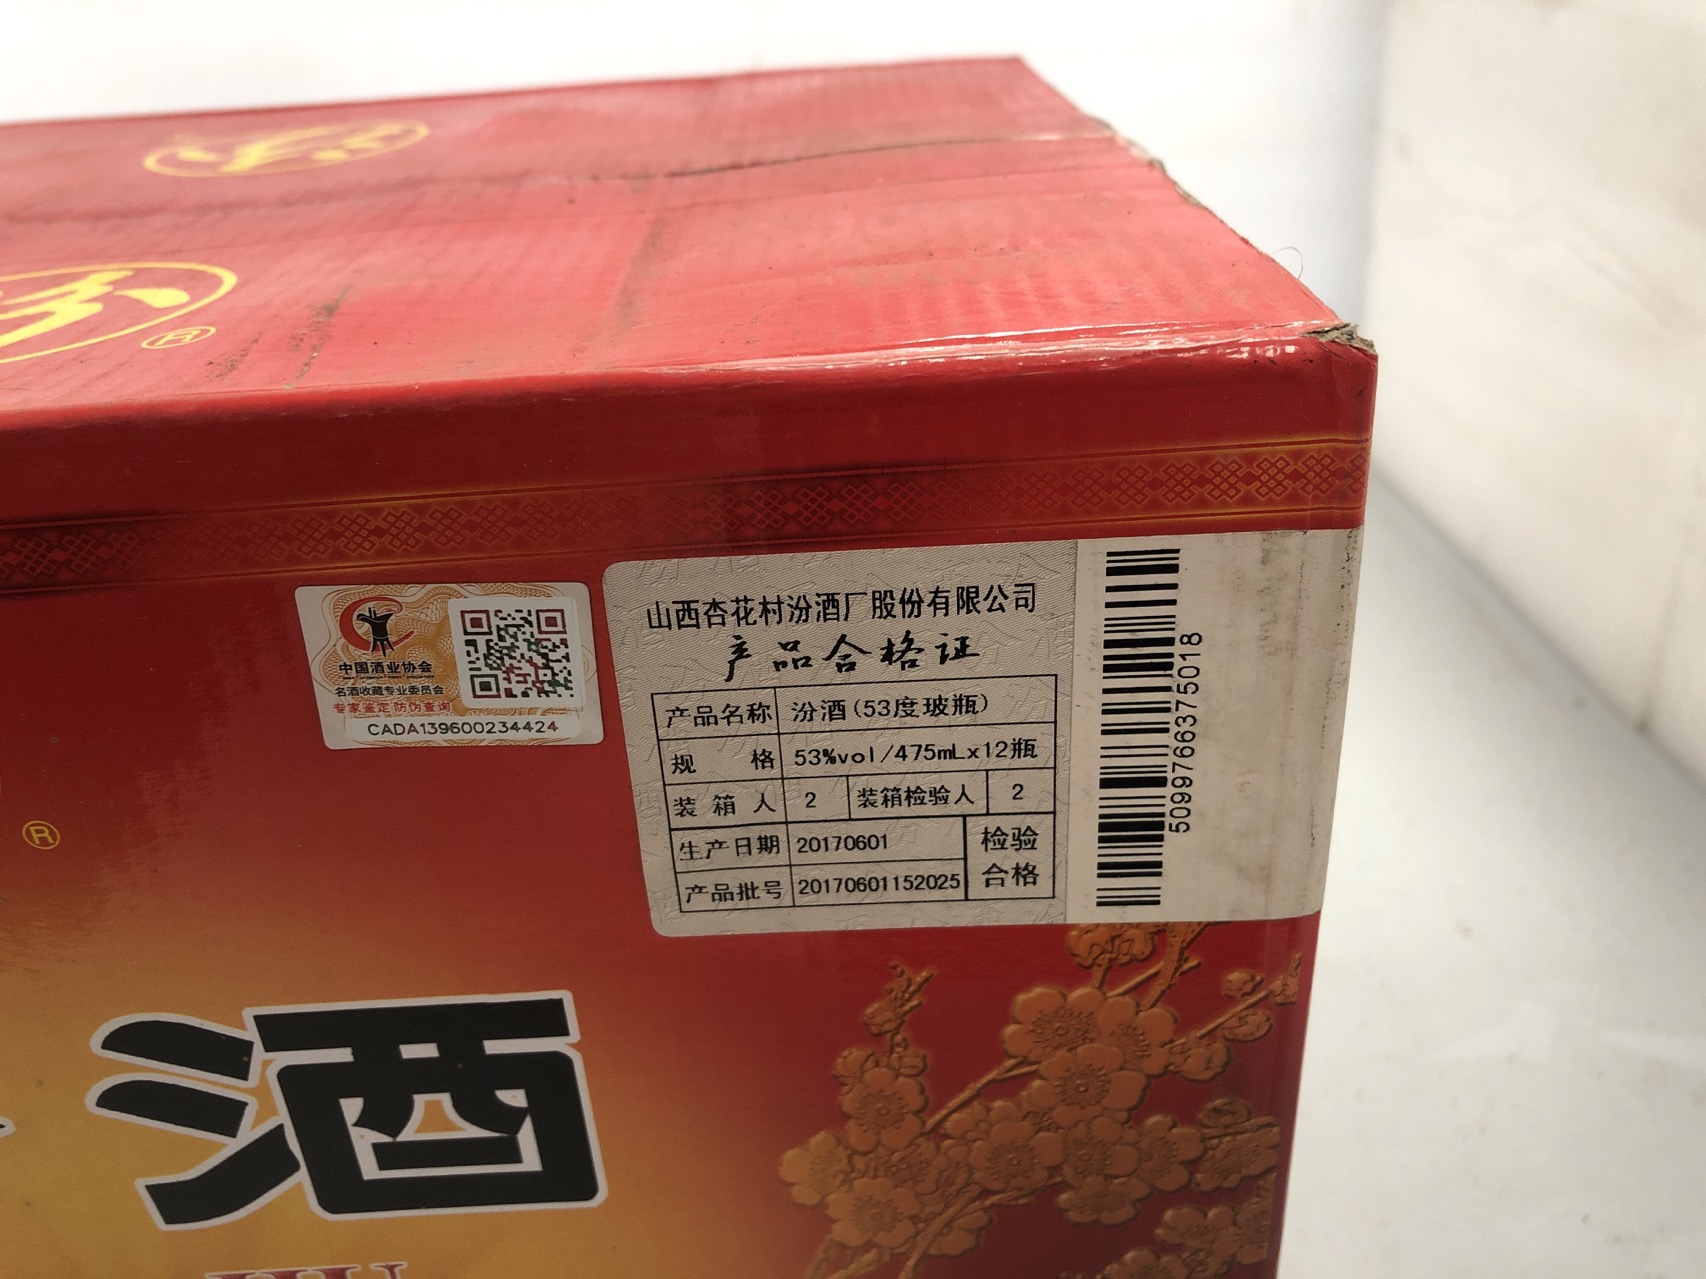 汾
汾
®
®
中国酒业协会
名酒收藏专业委员会
专家鉴定 防伪查询
CADA139600234424
山西杏花村汾酒厂股份有限公司
产品合格证
产品名称 汾酒(53度玻瓶)
规 格 53%vol/475mLx12瓶
装 箱 人 2 装箱检验人 2
生产日期 20170601 检验
产品批号 20170601152025 合格
50997663750​18
酒